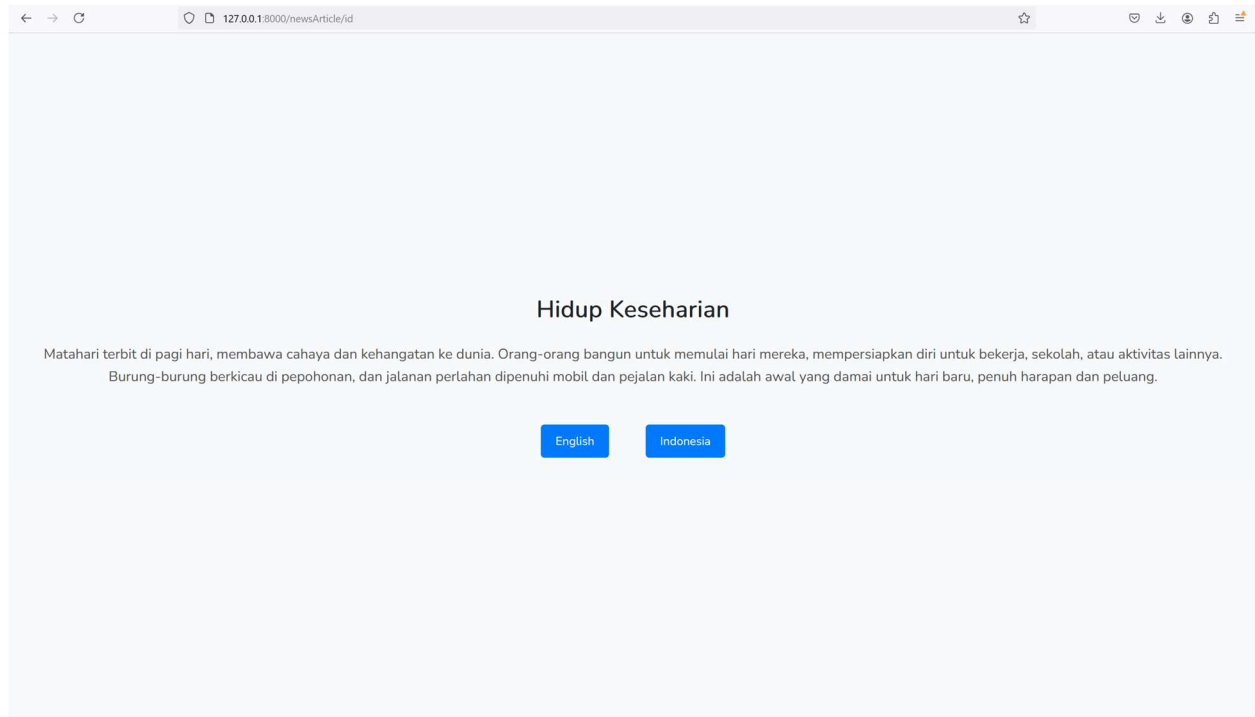 127.0.0.1:8000/newsArticle/id
Hidup Keseharian
Matahari terbit di pagi hari, membawa cahaya dan kehangatan ke dunia. Orang-orang bangun untuk memulai hari mereka, mempersiapkan diri untuk bekerja, sekolah, atau aktivitas lainnya.
Burung-burung berkicau di pepohonan, dan jalanan perlahan dipenuhi mobil dan pejalan kaki. Ini adalah awal yang damai untuk hari baru, penuh harapan dan peluang.
English Indonesia